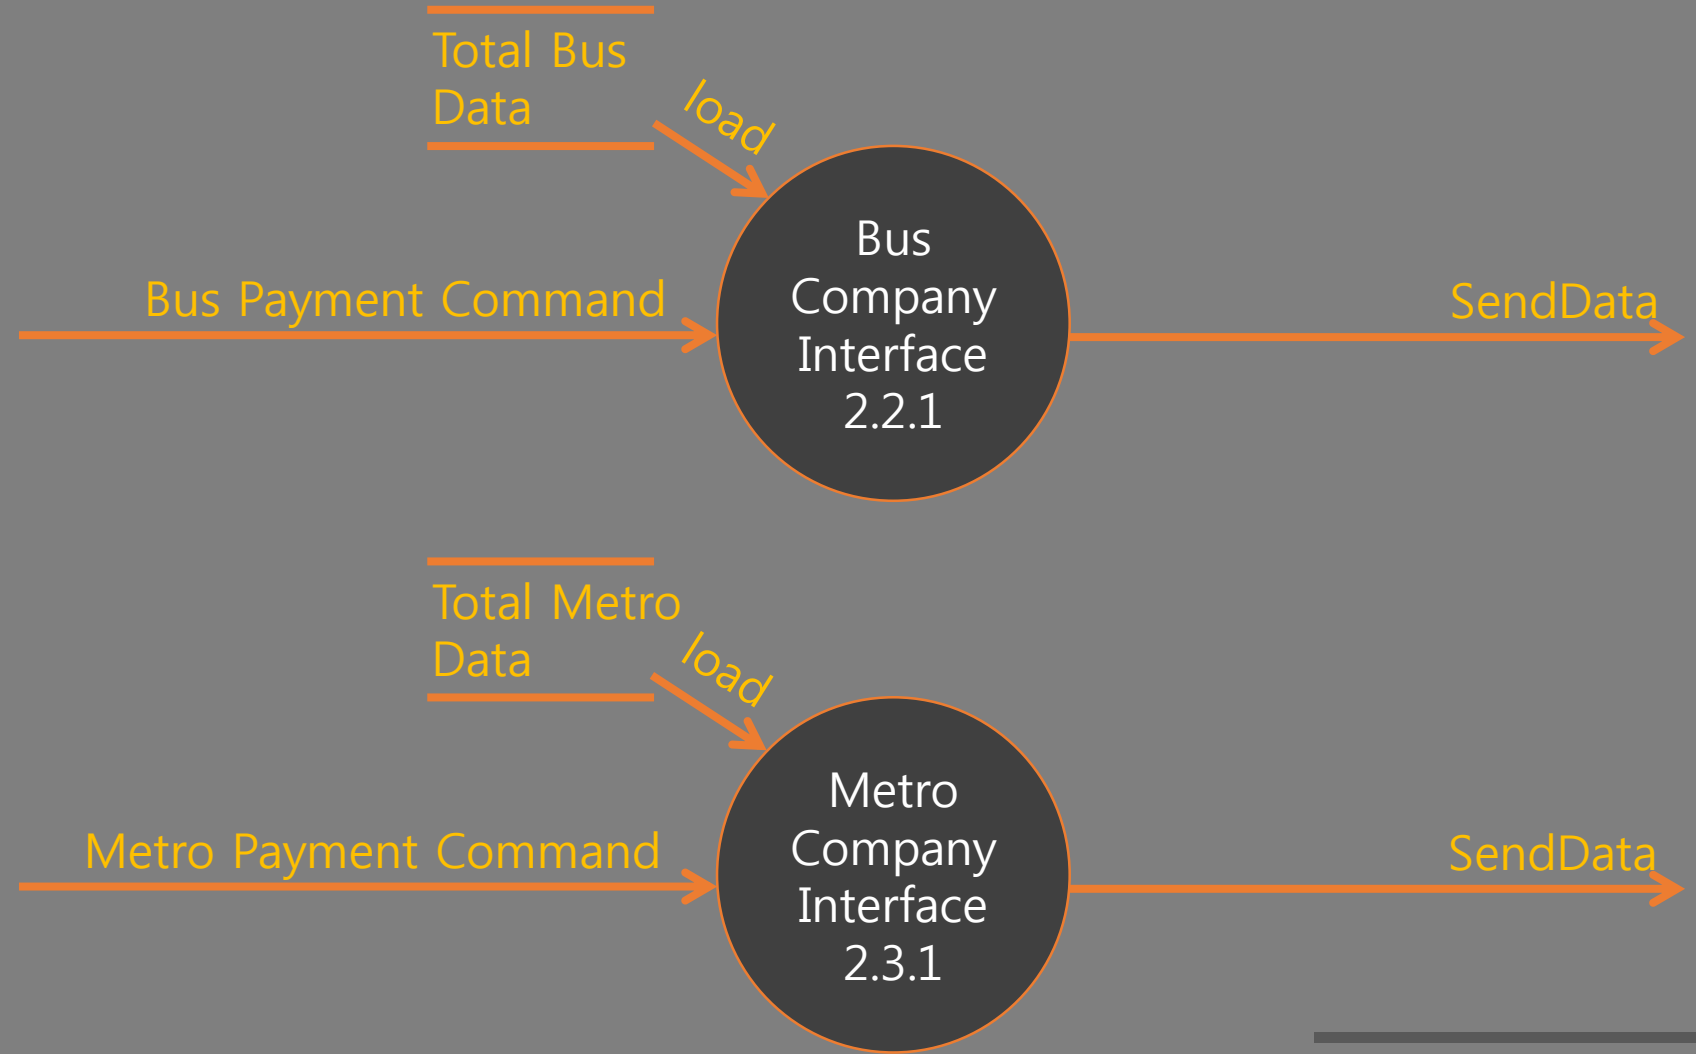 Total Bus
Data
load
Bus Payment Command
Bus
Company
Interface
2.2.1
SendData
Total Metro
Data
load
Metro Payment Command
Metro
Company
Interface
2.3.1
SendData